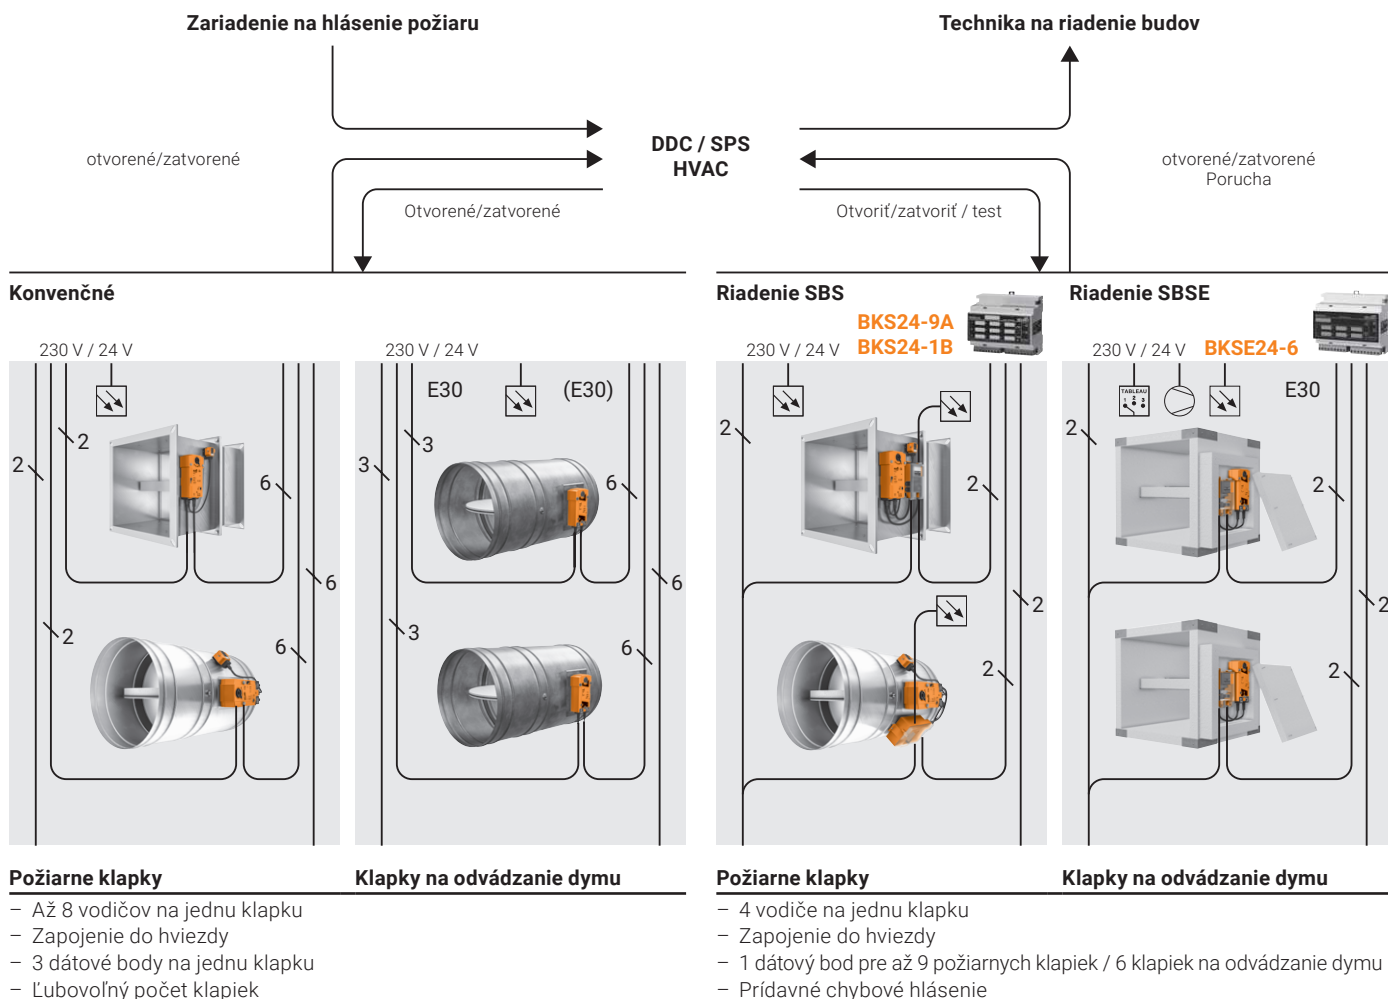 Zariadenie na hlásenie požiaru
Technika na riadenie budov
DDC / SPS
HVAC
otvorené/zatvorené
otvorené/zatvorené
Porucha
Otvorené/zatvorené
Otvoriť/zatvoriť / test
Konvenčné
Riadenie SBS
Riadenie SBSE
BKS24-9A
BKS24-1B
BKSE24-6
230 V / 24 V
230 V / 24 V
230 V / 24 V
230 V / 24 V
E30
(E30)
E30
TABLEAU
1 2 3
2
2
6
6
2
6
3
3
6
6
3
6
2
2
2
2
2
2
2
2
Požiarne klapky
Klapky na odvádzanie dymu
Požiarne klapky
Klapky na odvádzanie dymu
– Až 8 vodičov na jednu klapku
– Zapojenie do hviezdy
– 3 dátové body na jednu klapku
– Ľubovoľný počet klapiek
– 4 vodiče na jednu klapku
– Zapojenie do hviezdy
– 1 dátový bod pre až 9 požiarnych klapiek / 6 klapiek na odvádzanie dymu
– Prídavné chybové hlásenie